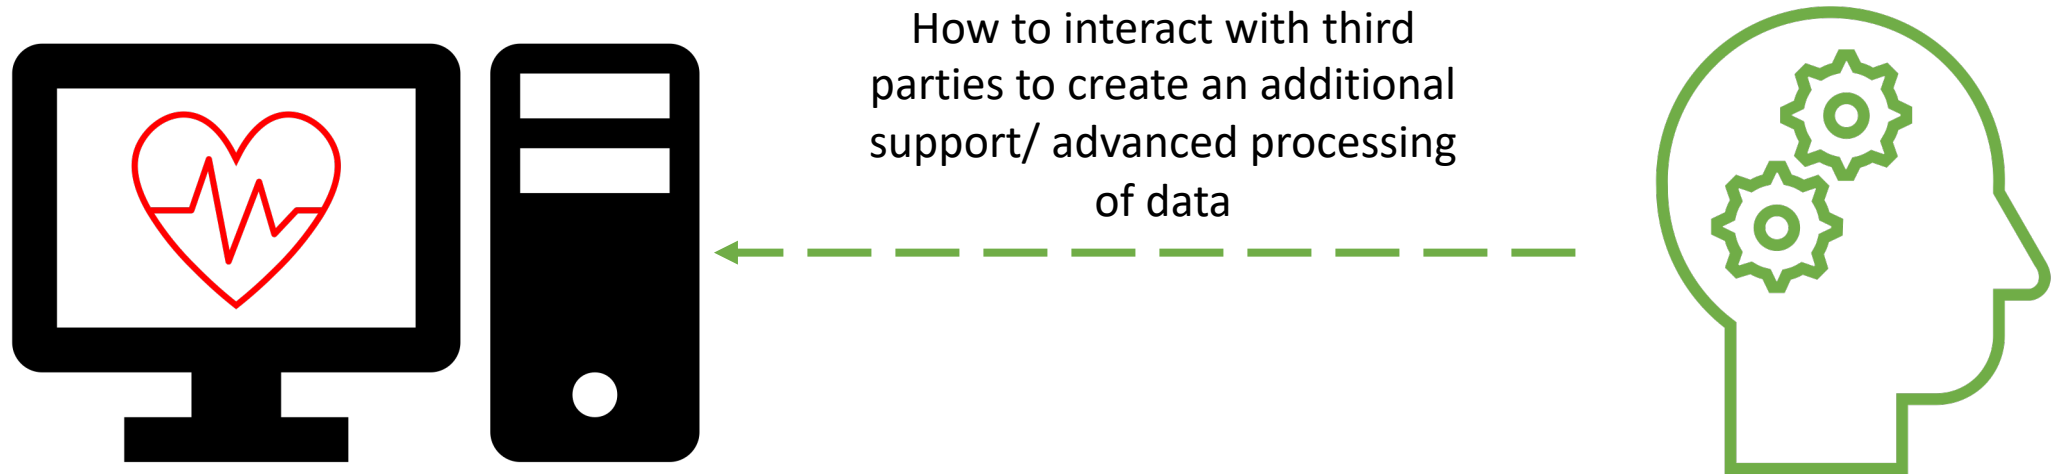 How to interact with third
parties to create an additional
support/ advanced processing
of data